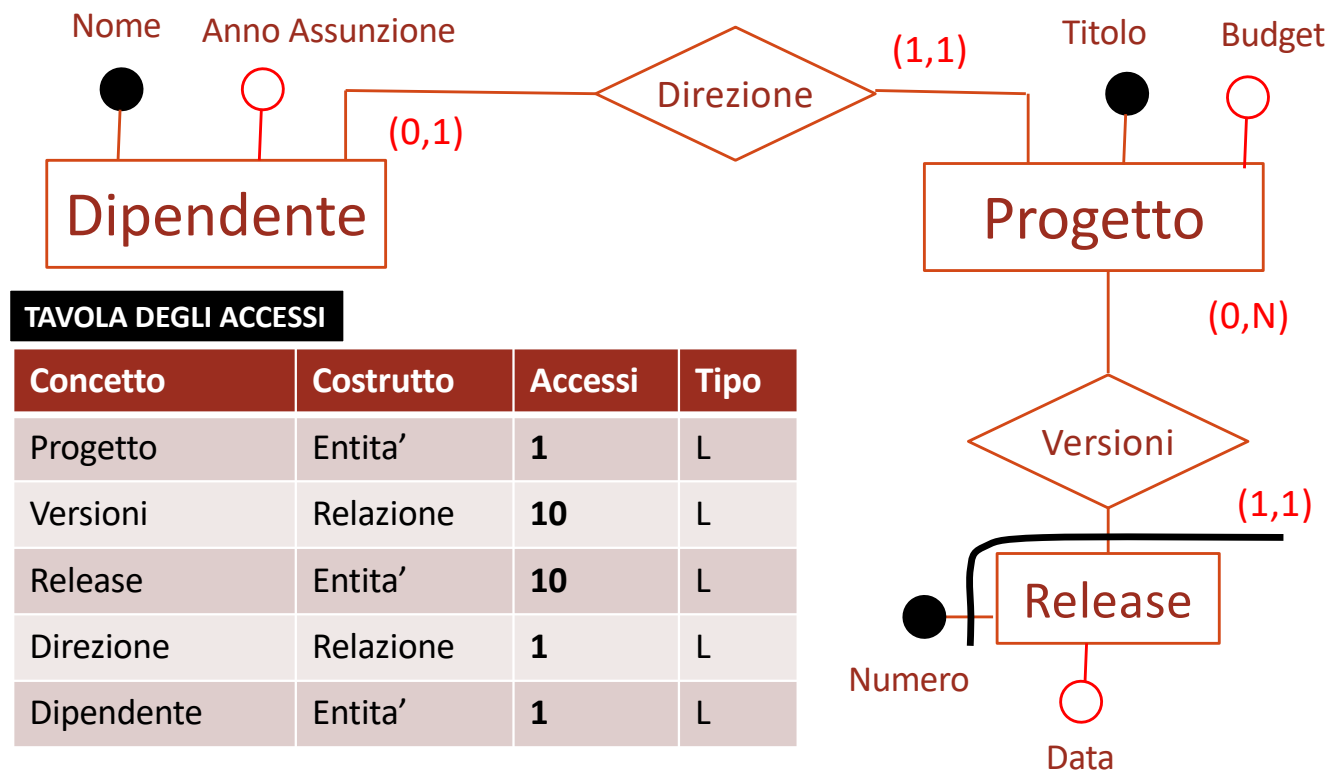 Nome
Anno Assunzione
Titolo
Budget
(1,1)
Direzione
(0,1)
Dipendente
Progetto
TAVOLA DEGLI ACCESSI
(0,N)
Concetto Costrutto Accessi Tipo
Progetto Entita’ 1 L
Versioni Relazione 10 L
Release Entita’ 10 L
Direzione Relazione 1 L
Dipendente Entita’ 1 L
Versioni
(1,1)
Release
Numero
Data